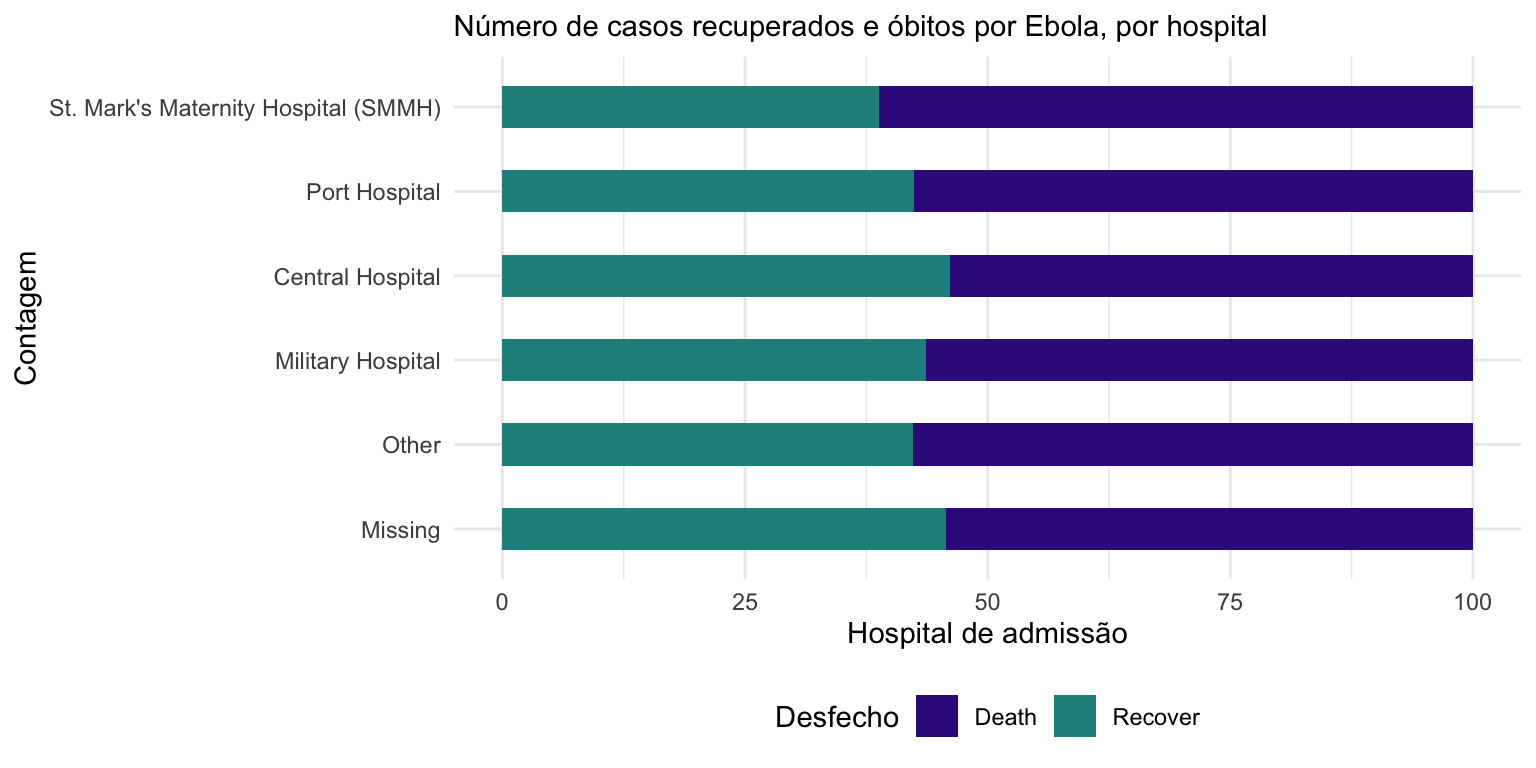 Número de casos recuperados e óbitos por Ebola, por hospital
St. Mark's Maternity Hospital (SMMH)
Port Hospital
Central Hospital
Military Hospital
Other
Missing
Contagem
0 25 50 75 100
Hospital de admissão
Desfecho Death Recover